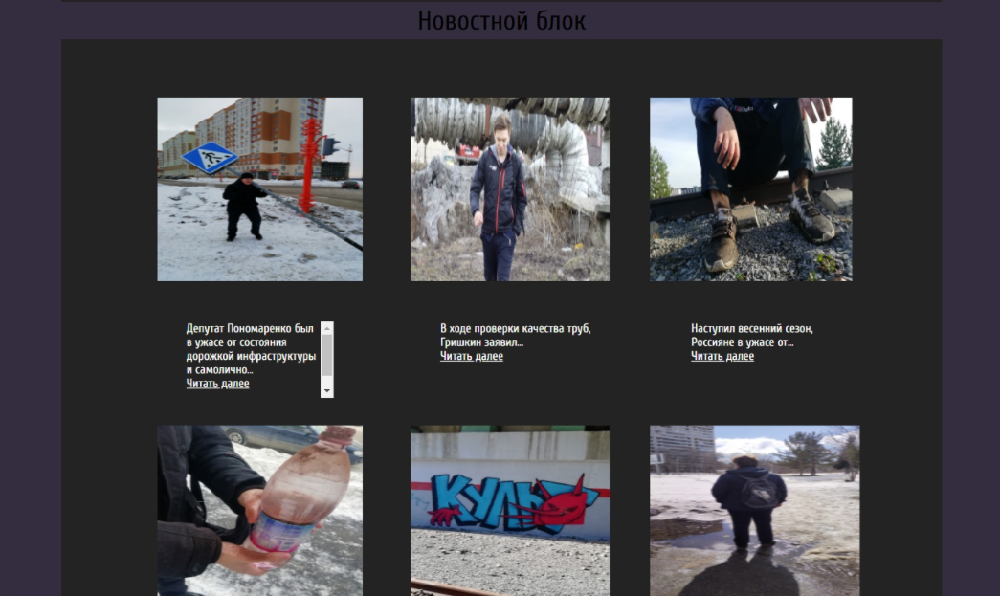 Новостной блок
Депутат Пономаренко был
в ужасе от состояния
дорожкой инфраструктуры
и самолично...
Читать далее
В ходе проверки качества труб,
Гришкин заявил...
Читать далее
Наступил весенний сезон,
Россияне в ужасе от...
Читать далее
КУЛЬТ